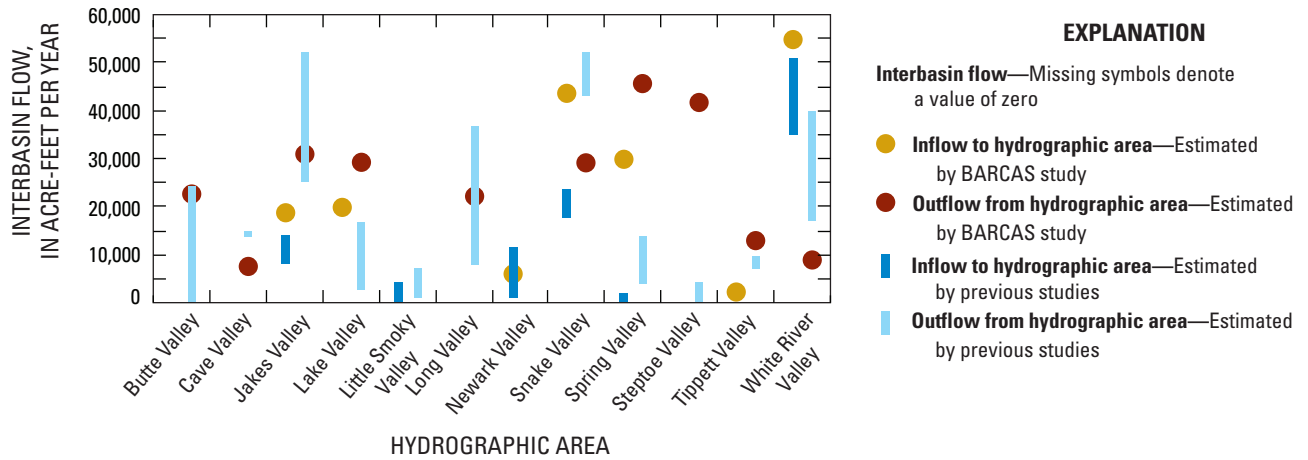 INTERBASIN FLOW,
IN ACRE-FEET PER YEAR
60,000
50,000
40,000
30,000
20,000
10,000
0
Butte Valley
Cave Valley
Jakes Valley
Lake Valley
Little Smoky
Valley
Long Valley
Newark Valley
Snake Valley
Spring Valley
Steptoe Valley
Tippett Valley
White River
Valley
HYDROGRAPHIC AREA
EXPLANATION
Interbasin flow—Missing symbols denote
a value of zero
Inflow to hydrographic area—Estimated
by BARCAS study
Outflow from hydrographic area—Estimated
by BARCAS study
Inflow to hydrographic area—Estimated
by previous studies
Outflow from hydrographic area—Estimated
by previous studies